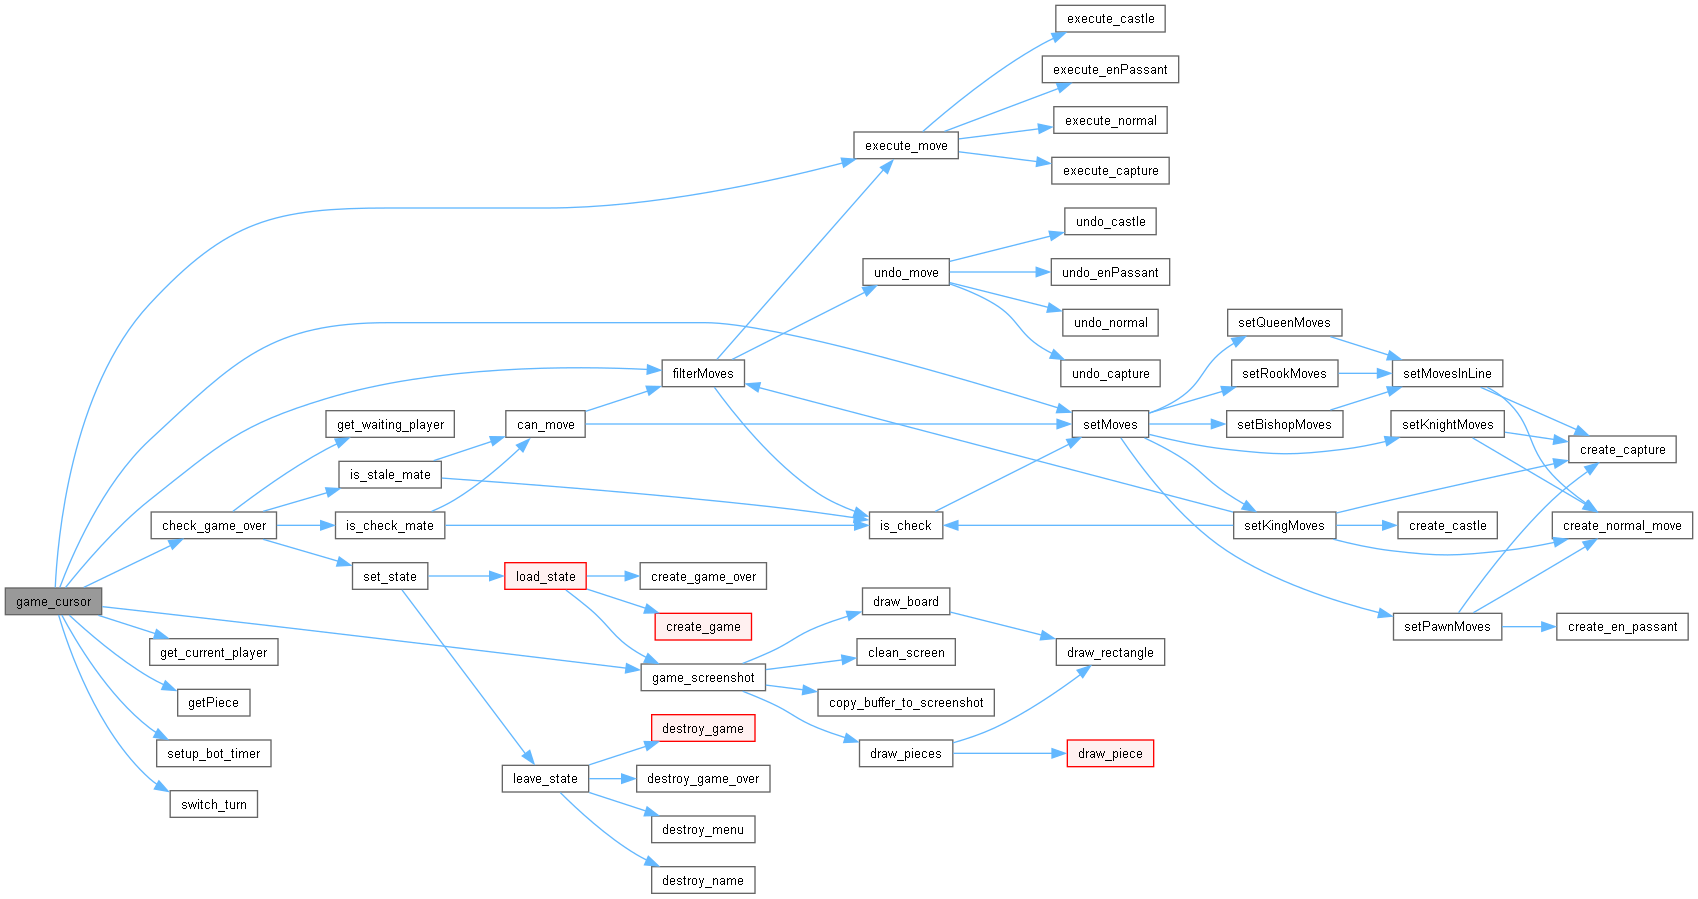 execute_castle
execute_enPassant
execute_normal
execute_move
execute_capture
undo_castle
undo_move
undo_enPassant
undo_normal
setQueenMoves
filterMoves
undo_capture
setRookMoves
setMovesInLine
get_waiting_player
can_move
setMoves
setBishopMoves
setKnightMoves
create_capture
is_stale_mate
check_game_over
is_check_mate
is_check
setKingMoves
create_castle
create_normal_move
set_state
load_state
create_game_over
game_cursor
draw_board
create_game
setPawnMoves
create_en_passant
get_current_player
clean_screen
draw_rectangle
game_screenshot
getPiece
copy_buffer_to_screenshot
destroy_game
setup_bot_timer
draw_pieces
draw_piece
leave_state
destroy_game_over
switch_turn
destroy_menu
destroy_name